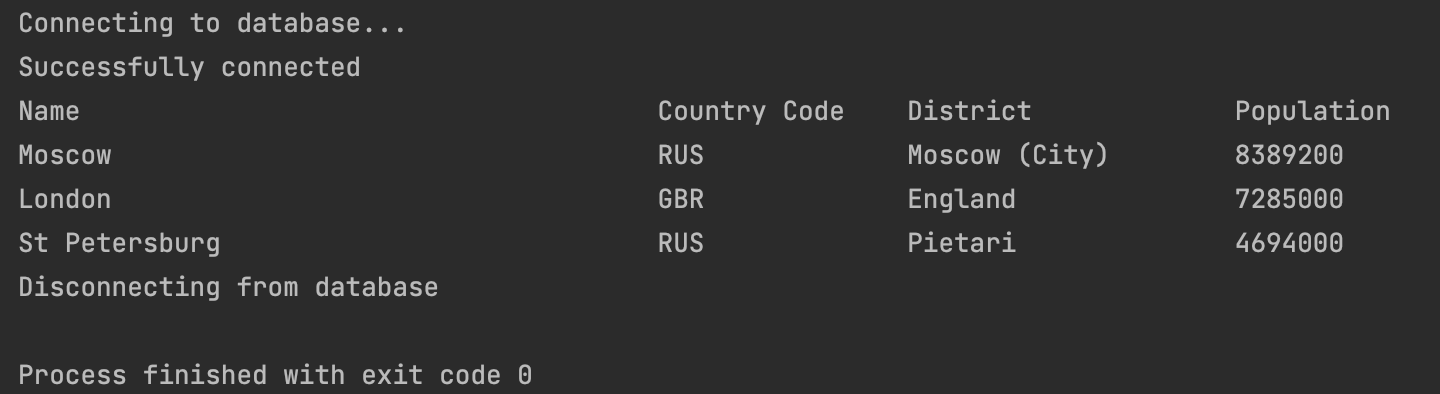 Connecting to database...
Successfully connected
Name Country Code District Population
Moscow RUS Moscow (City) 8389200
London GBR England 7285000
St Petersburg RUS Pietari 4694000
Disconnecting from database
Process finished with exit code 0